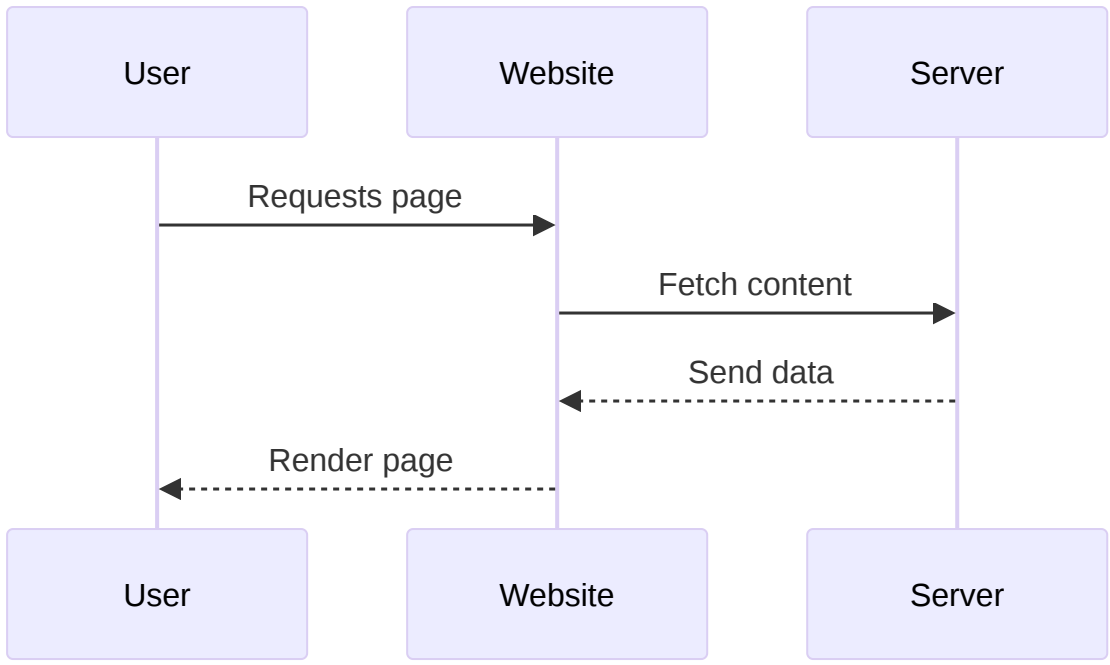 User
Website
Server
Requests page
Fetch content
Send data
Render page
User
Website
Server